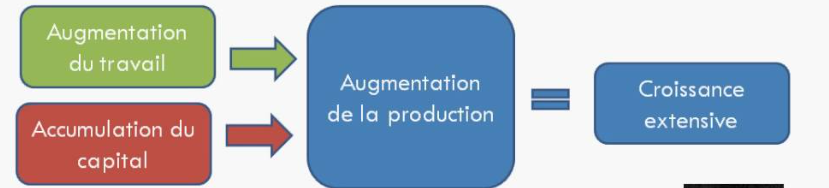 Augmentation
du travail
Accumulation du
capital
Augmentation
de la production
=
Croissance
extensive